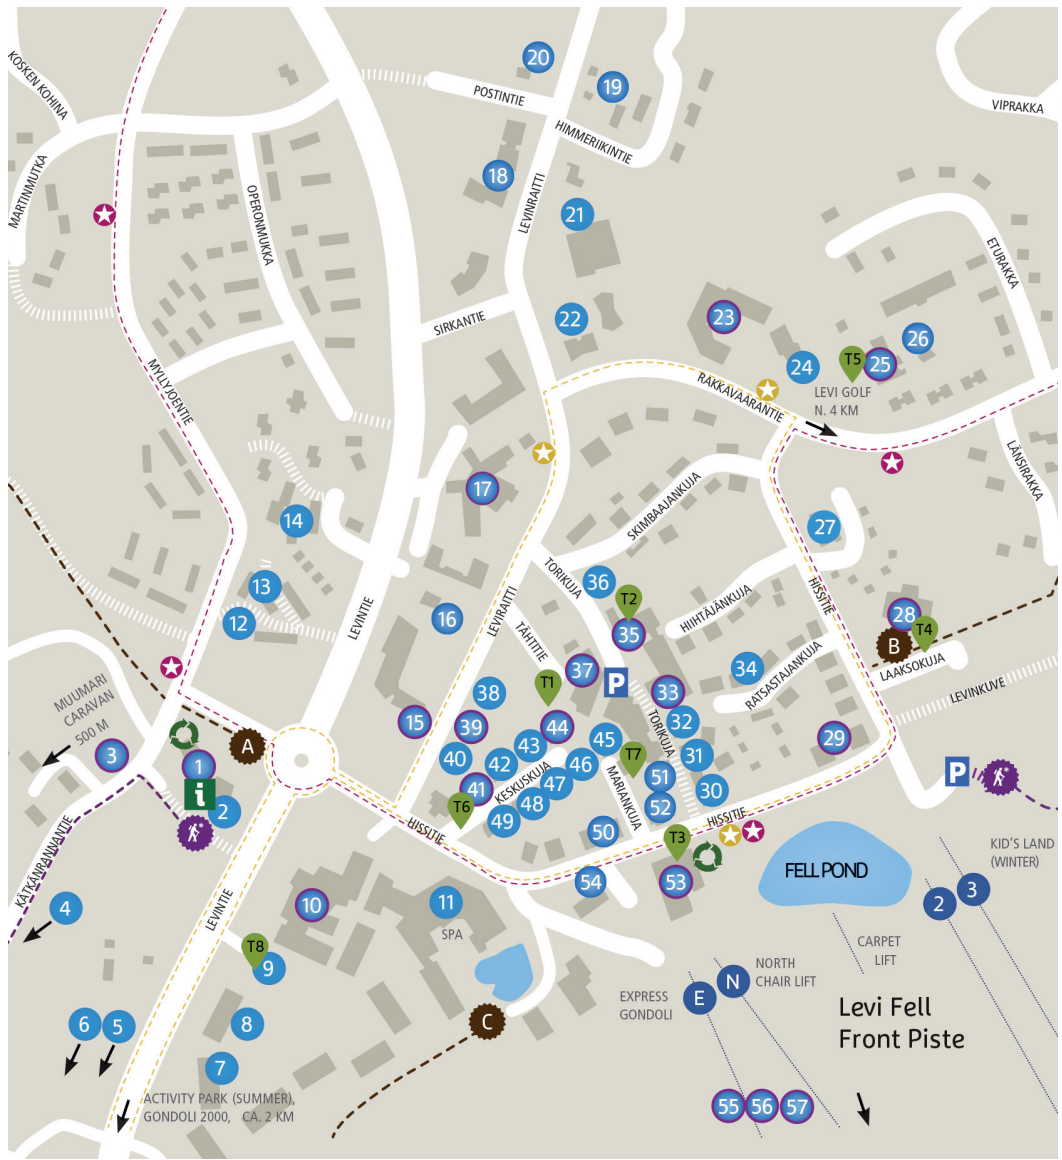 20
19
KOSKEN KOHINA
POSTINTIE
VIPRAKKA
HIMMERIIKINTIE
MARTINMUTKA
18
OPERONMUKKA
LEVINRAITTI
21
ETURAKKA
23
22
SIRKANTIE
26
24
T5
25
MYLLYJOENTIE
RAKKAVAARANTIE
LEVI GOLF
N. 4 KM
LÄNSIRAKKA
17
SKIMBAAJANKUJA
14
27
TORIKUJA
36
HISSITIE
13
T2
HIIHTÄJÄNKUJA
12
LEVINTIE
16
LEVIRAITTI
35
28
T4
B
TÄHTITIE
34
RATSASTAJANKUJA
LAAKSOKUJA
LEVINKUVE
MUUMARI
CARAVAN
500 M
37
P
T1
38
33
15
39
44
TORIKUJA
32
A
3
1
40
43
45
29
42
46
T7
31
i
2
41
KESKUSKUJA
47
51
30
P
T6
48
49
MARIANKUJA
52
HISSITIE
50
HISSITIE
T3
KÄTKÄNRANNANTIE
KID'S LAND
(WINTER)
FELL POND
54
53
4
10
11
SPA
3
2
LEVINTIE
T8
9
CARPET
LIFT
NORTH
CHAIR LIFT
N
EXPRESS
GONDOLI
E
6
5
8
C
Levi Fell
Front Piste
7
ACTIVITY PARK (SUMMER),
GONDOLI 2000, CA. 2 KM
55
56
57